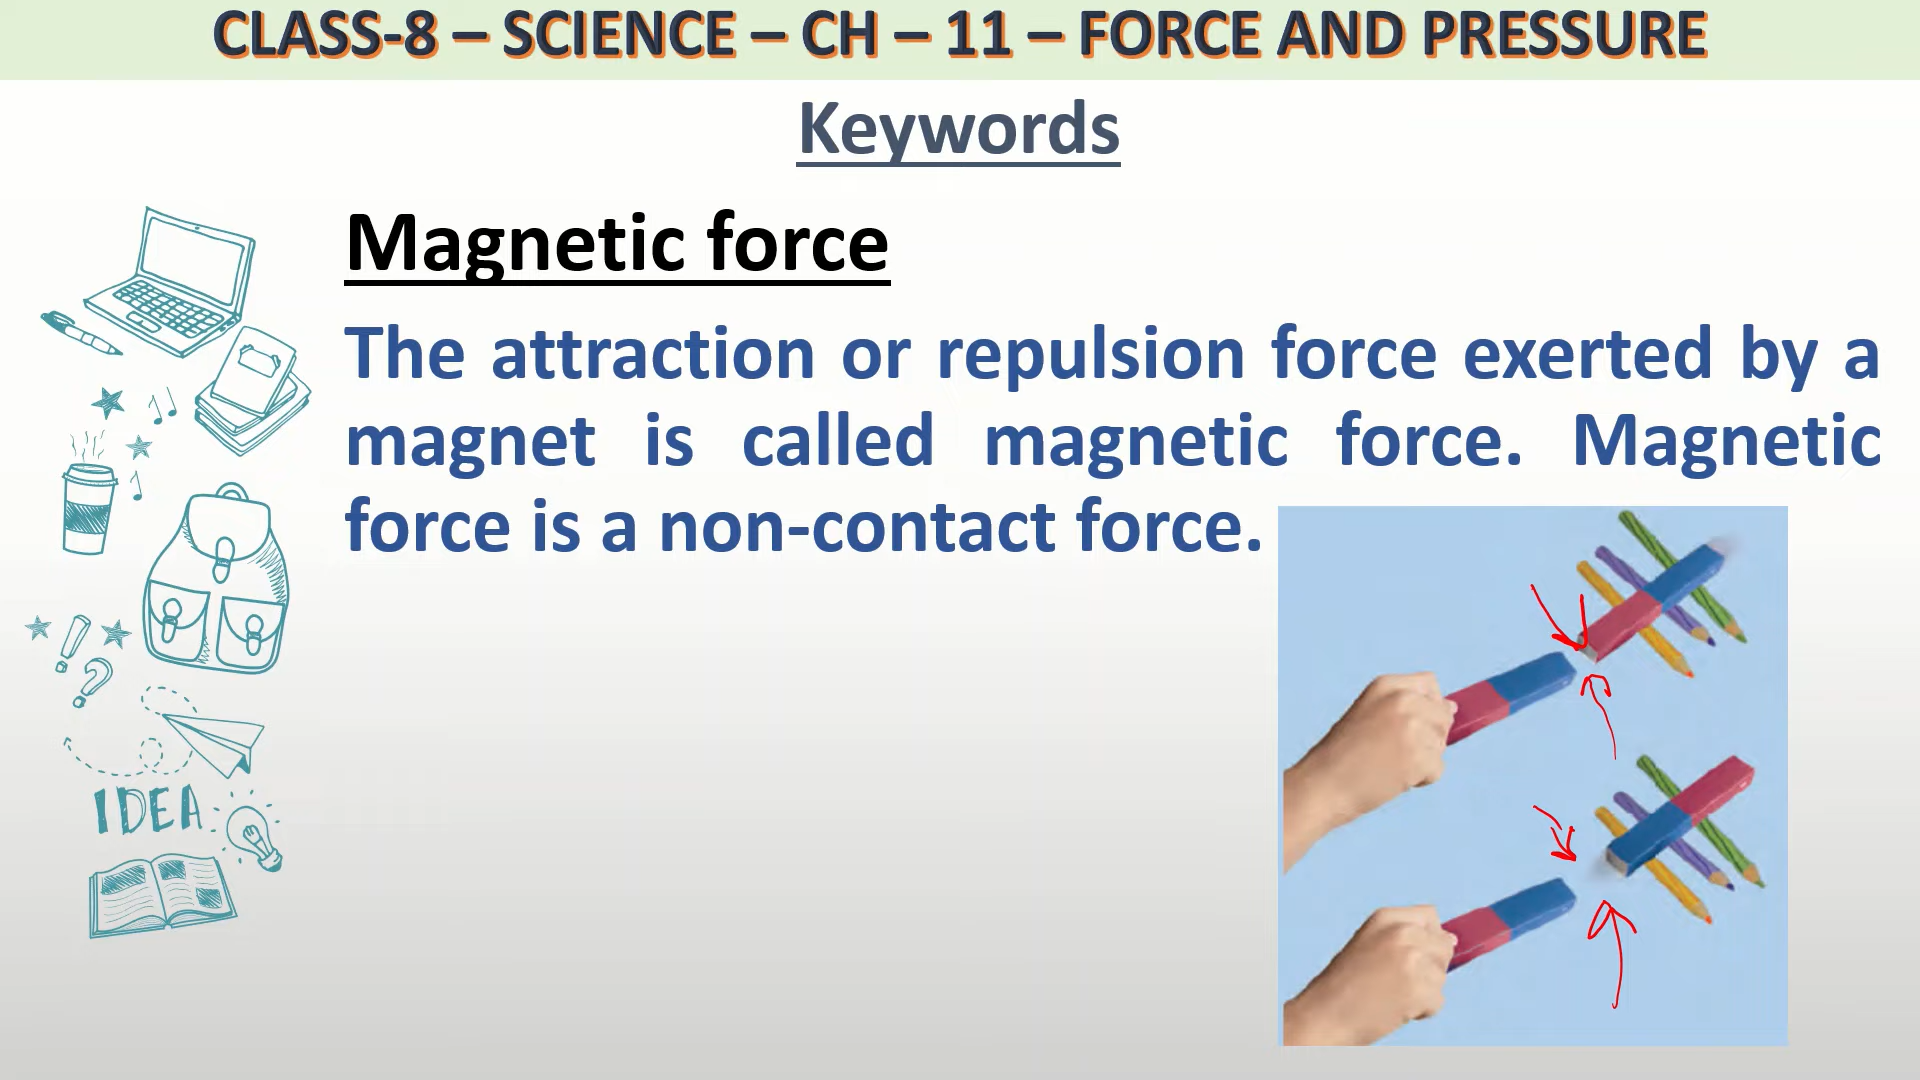 CLASS-8 – SCIENCE – CH – 11 – FORCE AND PRESSURE
Keywords
Magnetic force
The attraction or repulsion force exerted by a
magnet is called magnetic force. Magnetic
force is a non-contact force.
IDEA